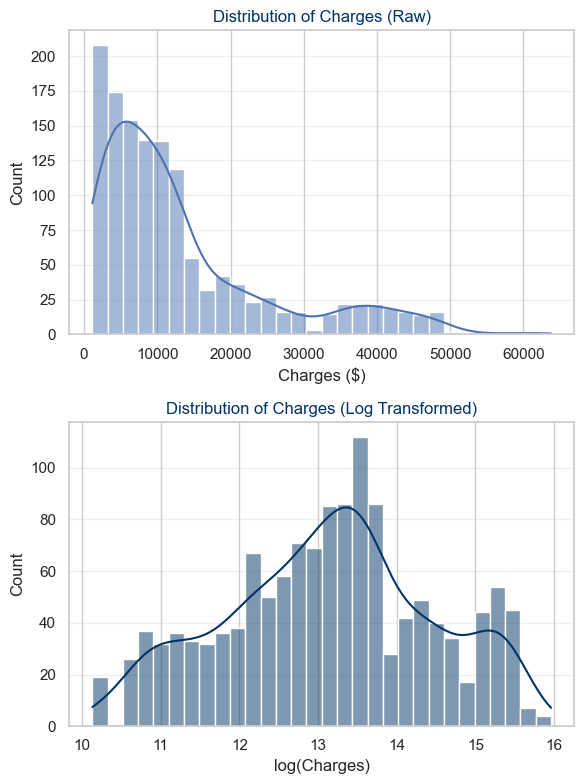 Distribution of Charges (Raw)
200
175
150
125
100
75
50
25
0
Count
0 10000 20000 30000 40000 50000 60000
Charges ($)
Distribution of Charges (Log Transformed)
100
80
60
40
20
0
Count
10 11 12 13 14 15 16
log(Charges)